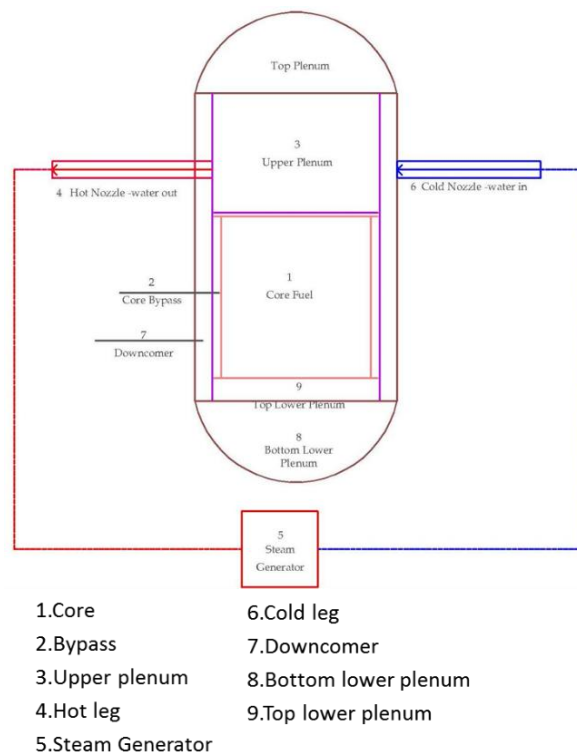 Top Plenum
3
Upper Plenum
4 Hot Nozzle -water out
6 Cold Nozzle -water in
1
Core Fuel
2
Core Bypass
7
Downcomer
9
Top Lower Plenum
8
Bottom Lower
Plenum
5
Steam
Generator
1.Core
2.Bypass
3.Upper plenum
4.Hot leg
5.Steam Generator
6.Cold leg
7.Downcomer
8.Bottom lower plenum
9.Top lower plenum